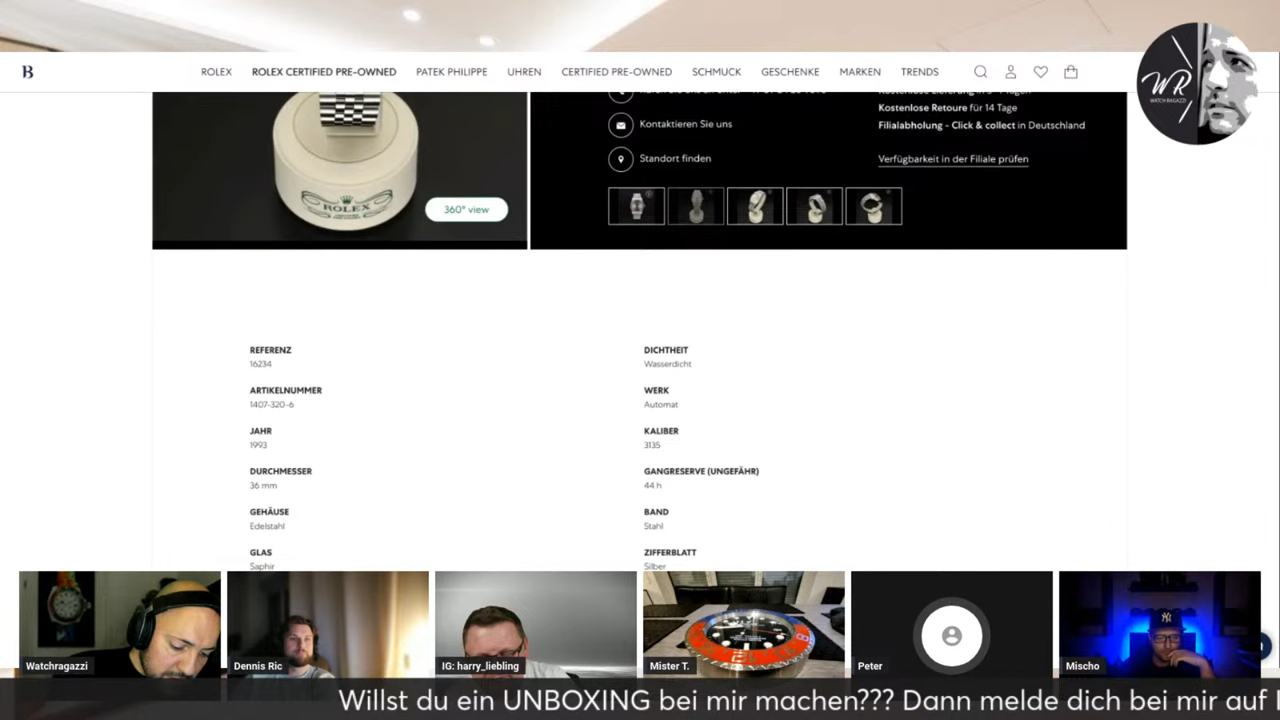 B
ROLEX
ROLEX CERTIFIED PRE-OWNED
PATEK PHILIPPE
UHREN
CERTIFIED PRE-OWNED
SCHMUCK
GESCHENKE
MARKEN
TRENDS
WR
WATCH RAGAZZI
Kostenlose Retoure für 14 Tage
Kontaktieren Sie uns
Filialabholung - Click & collect in Deutschland
Standort finden
Verfügbarkeit in der Filiale prüfen
ROLEX
360° view
REFERENZ
16234
ARTIKELNUMMER
1407-320-6
JAHR
1993
DURCHMESSER
36 mm
GEHÄUSE
Edelstahl
GLAS
Saphir
DICHTHEIT
Wasserdicht
WERK
Automat
KALIBER
3135
GANGRESERVE (UNGEFÄHR)
44 h
BAND
Stahl
ZIFFERBLATT
Silber
Watchragazzi
Dennis Ric
IG: harry_liebling
Mister T.
Peter
Mischo
Willst du ein UNBOXING bei mir machen??? Dann melde dich bei mir auf